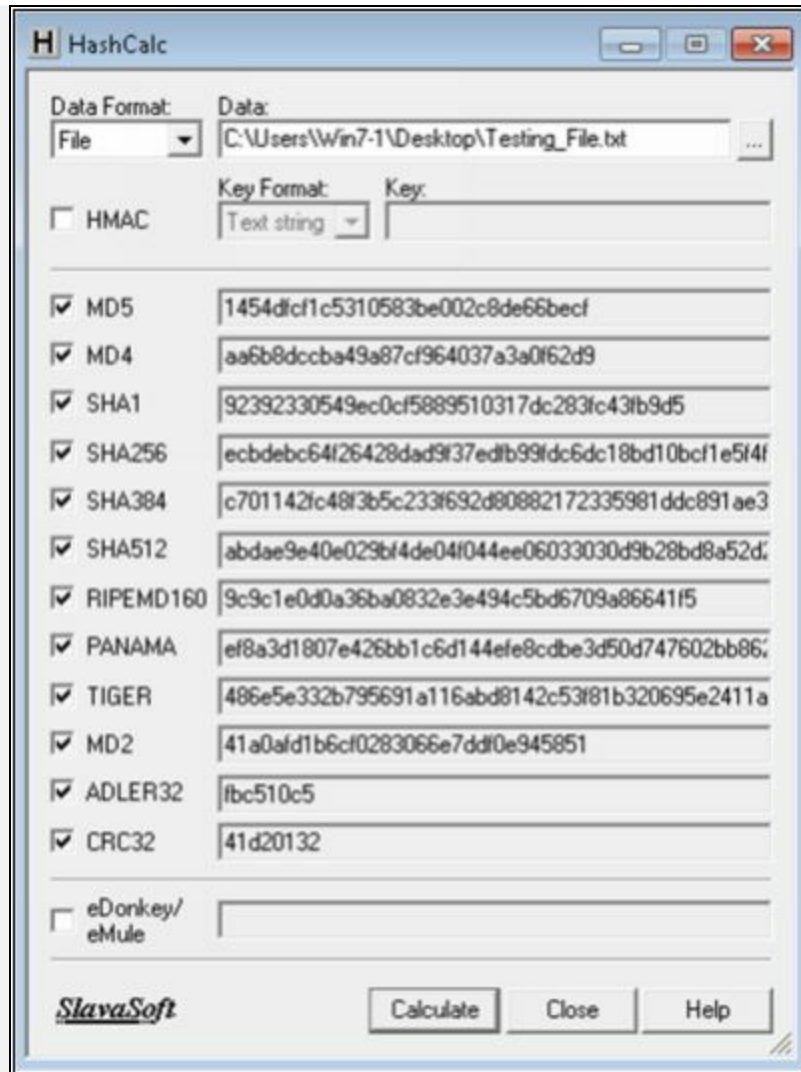 H HashCalc
Data Format: Data:
File C:\Users\Win7-1\Desktop\Testing_File.txt ...
Key Format: Key:
HMAC Text string
MD5 1454dfcf1c5310583be002c8de66becf
MD4 aa6b8dccba49a87cf964037a3a0f62d9
SHA1 92392330549ec0cf5889510317dc283fc43fb9d5
SHA256 ecbdebc64f26428dad9f37edfb99fdc6dc18bd10bcf1e5f4f
SHA384 c701142fc48f3b5c233f692d80882172335981ddc891ae3
SHA512 abdae9e40e029bf4de04f044ee06033030d9b28bd8a52d2
RIPEMD160 9c9c1e0d0a36ba0832e3e494c5bd6709a86641f5
PANAMA ef8a3d1807e426bb1c6d144efe8cdbe3d50d747602bb862
TIGER 486e5e332b795691a116abd8142c53f81b320695e2411a
MD2 41a0afd1b6cf0283066e7ddf0e945851
ADLER32 fbc510c5
CRC32 41d20132
eDonkey/
eMule
SlavaSoft Calculate Close Help